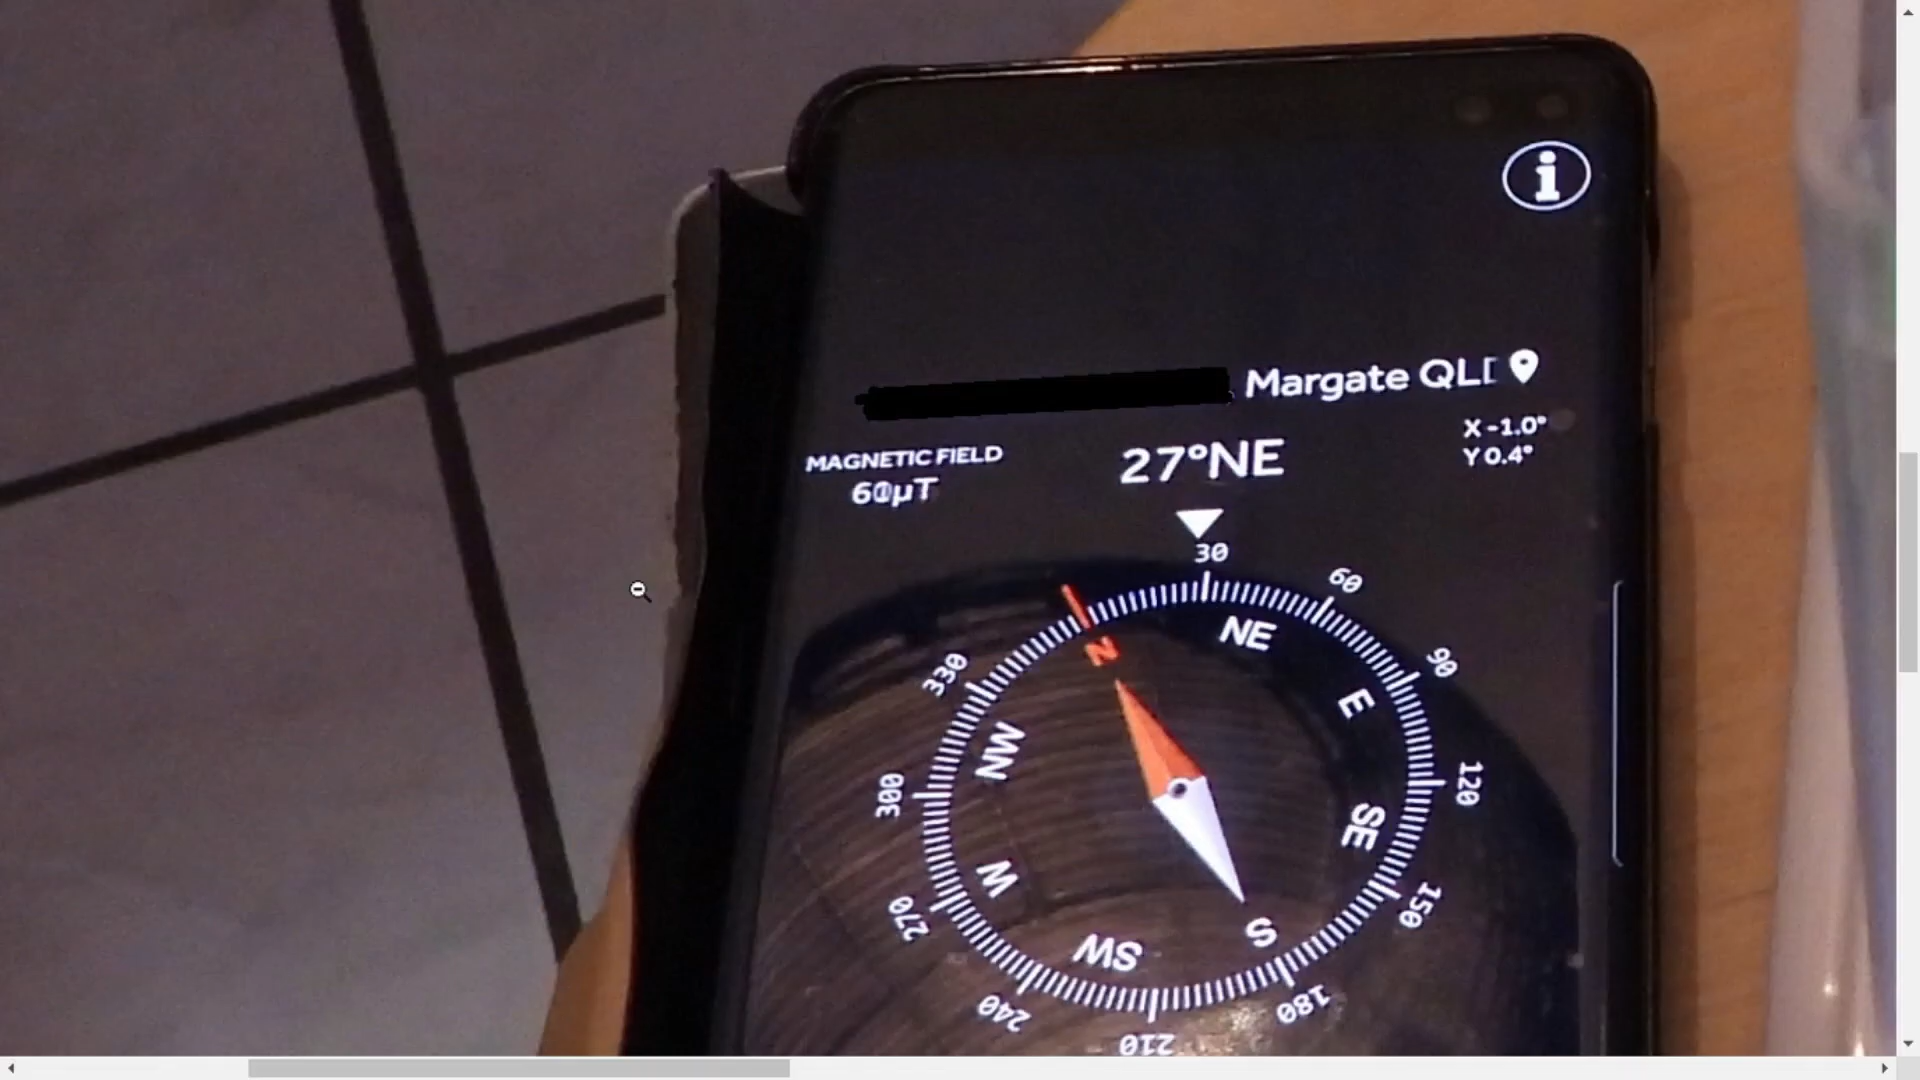 i
Margate QLD
MAGNETIC FIELD
27°NE
X -1.0°
Y 0.4°
30
60
90
120
150
180
210
240
270
300
330
N
NE
E
SE
S
SW
W
NW